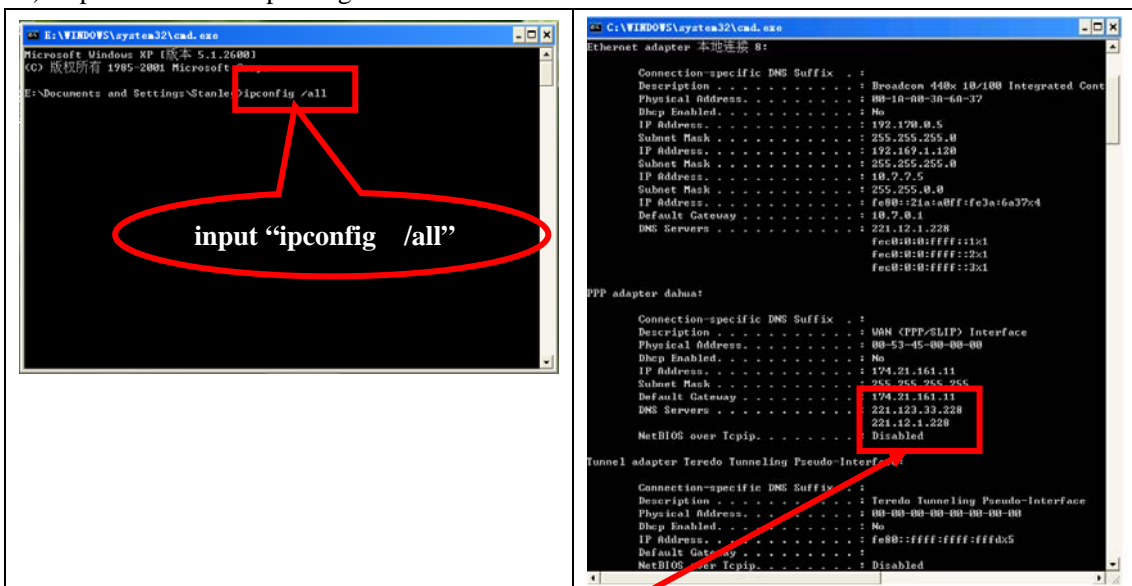 E:\WINDOWS\system32\cmd.exe
Microsoft Windows XP [版本 5.1.2600]
(C) 版权所有 1985-2001 Microsoft
E:\Documents and Settings\Stanley>ipconfig /all
input “ipconfig /all”
C:\WINDOWS\system32\cmd.exe
Ethernet adapter 本地连接 8:
Connection-specific DNS Suffix . :
Description . . . . . . . . . . . : Broadcom 440x 10/100 Integrated Cont
Physical Address. . . . . . . . . : 00-1A-A0-3A-6A-37
Dhcp Enabled. . . . . . . . . . . : No
IP Address. . . . . . . . . . . . : 192.170.0.5
Subnet Mask . . . . . . . . . . . : 255.255.255.0
IP Address. . . . . . . . . . . . : 192.169.1.120
Subnet Mask . . . . . . . . . . . : 255.255.255.0
IP Address. . . . . . . . . . . . : 10.7.7.5
Subnet Mask . . . . . . . . . . . : 255.255.0.0
IP Address. . . . . . . . . . . . : fe80::21a:a0ff:fe3a:6a37%4
Default Gateway . . . . . . . . . : 10.7.0.1
DNS Servers . . . . . . . . . . . : 221.12.1.228
fec0:0:0:ffff::1%1
fec0:0:0:ffff::2%1
fec0:0:0:ffff::3%1
PPP adapter dahua:
Connection-specific DNS Suffix . :
Description . . . . . . . . . . . : WAN (PPP/SLIP) Interface
Physical Address. . . . . . . . . : 00-53-45-00-00-00
Dhcp Enabled. . . . . . . . . . . : No
IP Address. . . . . . . . . . . . : 174.21.161.11
Subnet Mask . . . . . . . . . . . : 255.255.255.255
Default Gateway . . . . . . . . . : 174.21.161.11
DNS Servers . . . . . . . . . . . : 221.123.33.228
221.12.1.228
NetBIOS over Tcpip. . . . . . . . : Disabled
Tunnel adapter Teredo Tunneling Pseudo-Interface:
Connection-specific DNS Suffix . :
Description . . . . . . . . . . . : Teredo Tunneling Pseudo-Interface
Physical Address. . . . . . . . . : 00-00-00-00-00-00-00-00
Dhcp Enabled. . . . . . . . . . . : No
IP Address. . . . . . . . . . . . : fe80::ffff:ffff:fffd%5
Default Gateway . . . . . . . . . :
NetBIOS over Tcpip. . . . . . . . : Disabled